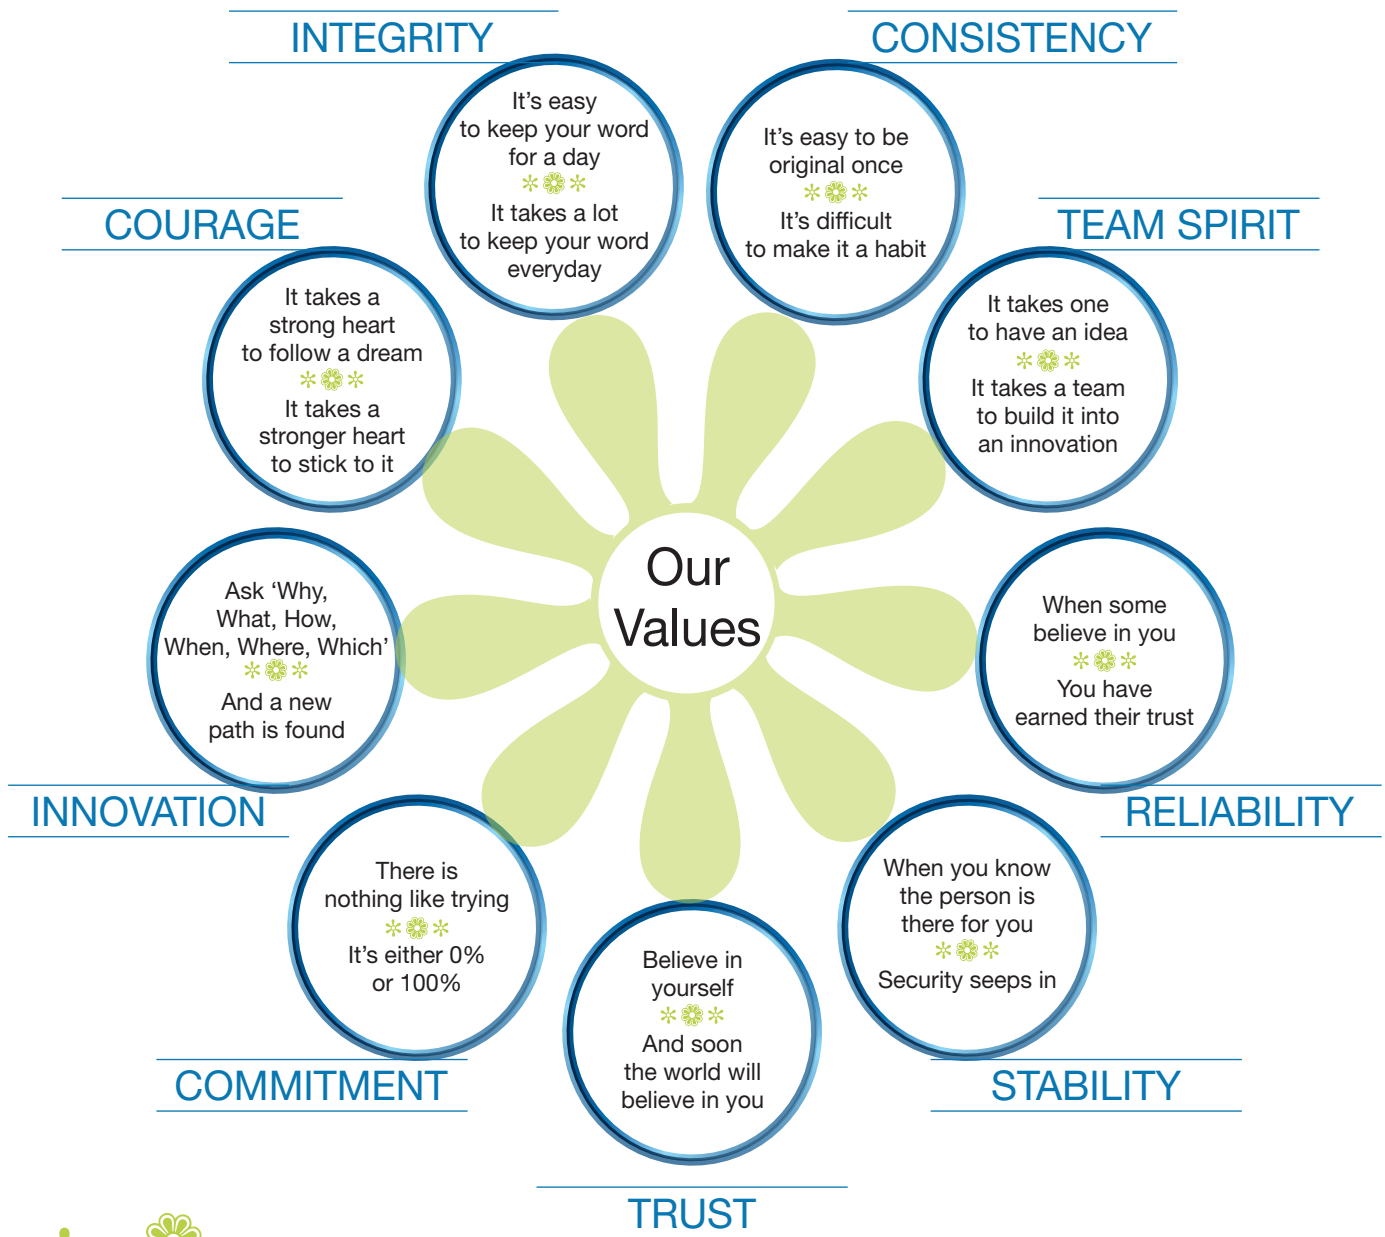 INTEGRITY
It's easy
to keep your word
for a day
It takes a lot
to keep your word
everyday
CONSISTENCY
It's easy to be
original once
It's difficult
to make it a habit
COURAGE
It takes a
strong heart
to follow a dream
It takes a
stronger heart
to stick to it
TEAM SPIRIT
It takes one
to have an idea
It takes a team
to build it into
an innovation
Our
Values
Ask ‘Why,
What, How,
When, Where, Which’
And a new
path is found
INNOVATION
When some
believe in you
You have
earned their trust
RELIABILITY
There is
nothing like trying
It's either 0%
or 100%
COMMITMENT
When you know
the person is
there for you
Security seeps in
STABILITY
Believe in
yourself
And soon
the world will
believe in you
TRUST